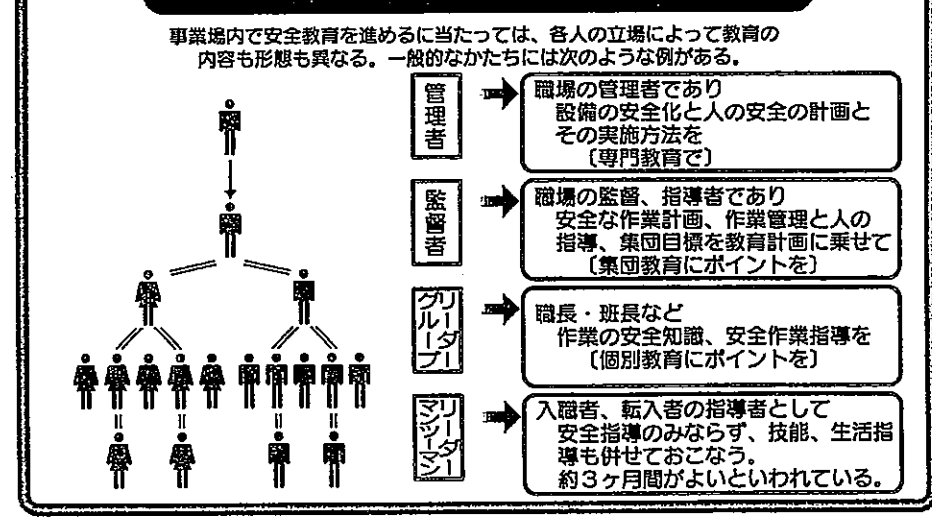 事業場内で安全教育を進めるに当たっては、各人の立場によって教育の
内容も形態も異なる。一般的なかたちには次のような例がある。
管理者
職場の管理者であり
設備の安全化と人の安全の計画と
その実施方法を
〔専門教育で〕
監督者
職場の監督、指導者であり
安全な作業計画、作業管理と人の
指導、集団目標を教育計画に乗せて
〔集団教育にポイントを〕
グループ
リーダー
職長・班長など
作業の安全知識、安全作業指導を
〔個別教育にポイントを〕
マンツーマン
リーダー
入職者、転入者の指導者として
安全指導のみならず、技能、生活指
導も併せておこなう。
約3ヶ月間がよいといわれている。